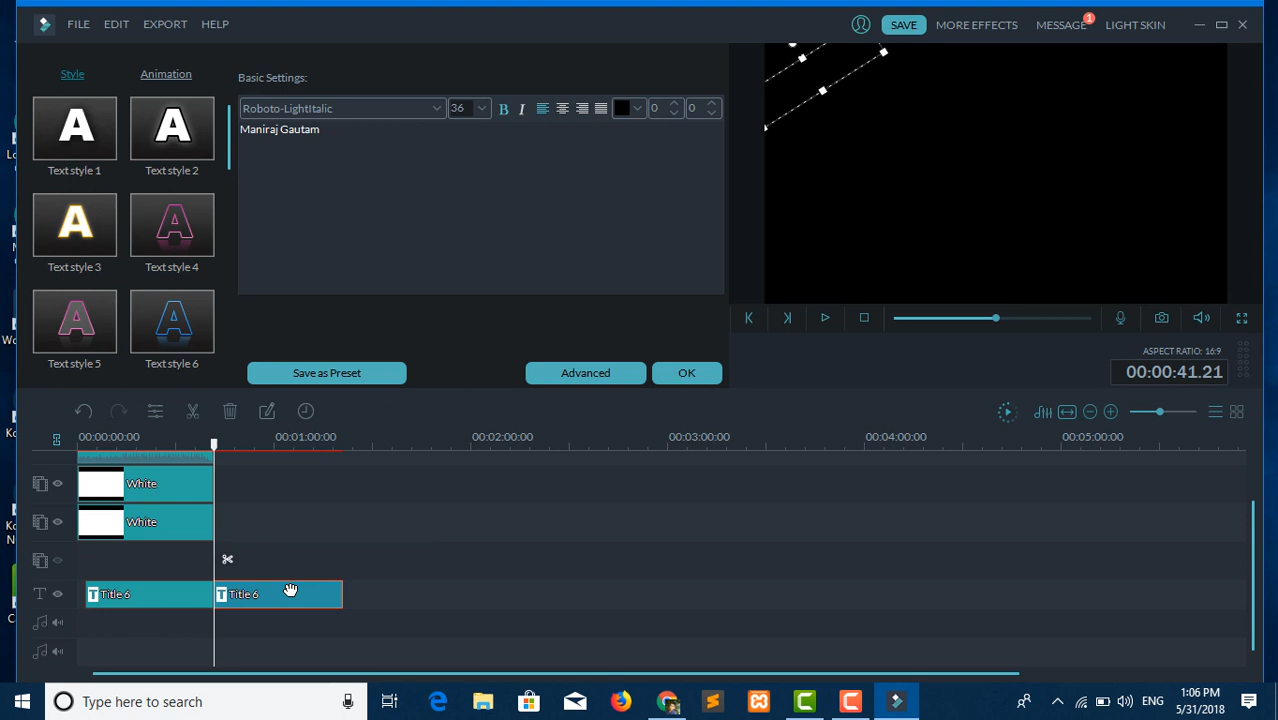 FILE EDIT EXPORT HELP SAVE MORE EFFECTS MESSAGE 1 LIGHT SKIN
Style Animation
Basic Settings:
Roboto-LightItalic 36 B I 0 0
Maniraj Gautam
A A
Text style 1 Text style 2
A A
Text style 3 Text style 4
A A
Text style 5 Text style 6
Save as Preset Advanced OK
ASPECT RATIO: 16:9
00:00:41.21
00:00:00:00 00:01:00:00 00:02:00:00 00:03:00:00 00:04:00:00 00:05:00:00
White
White
T T Title 6 T Title 6
Type here to search
ENG
1:06 PM
5/31/2018